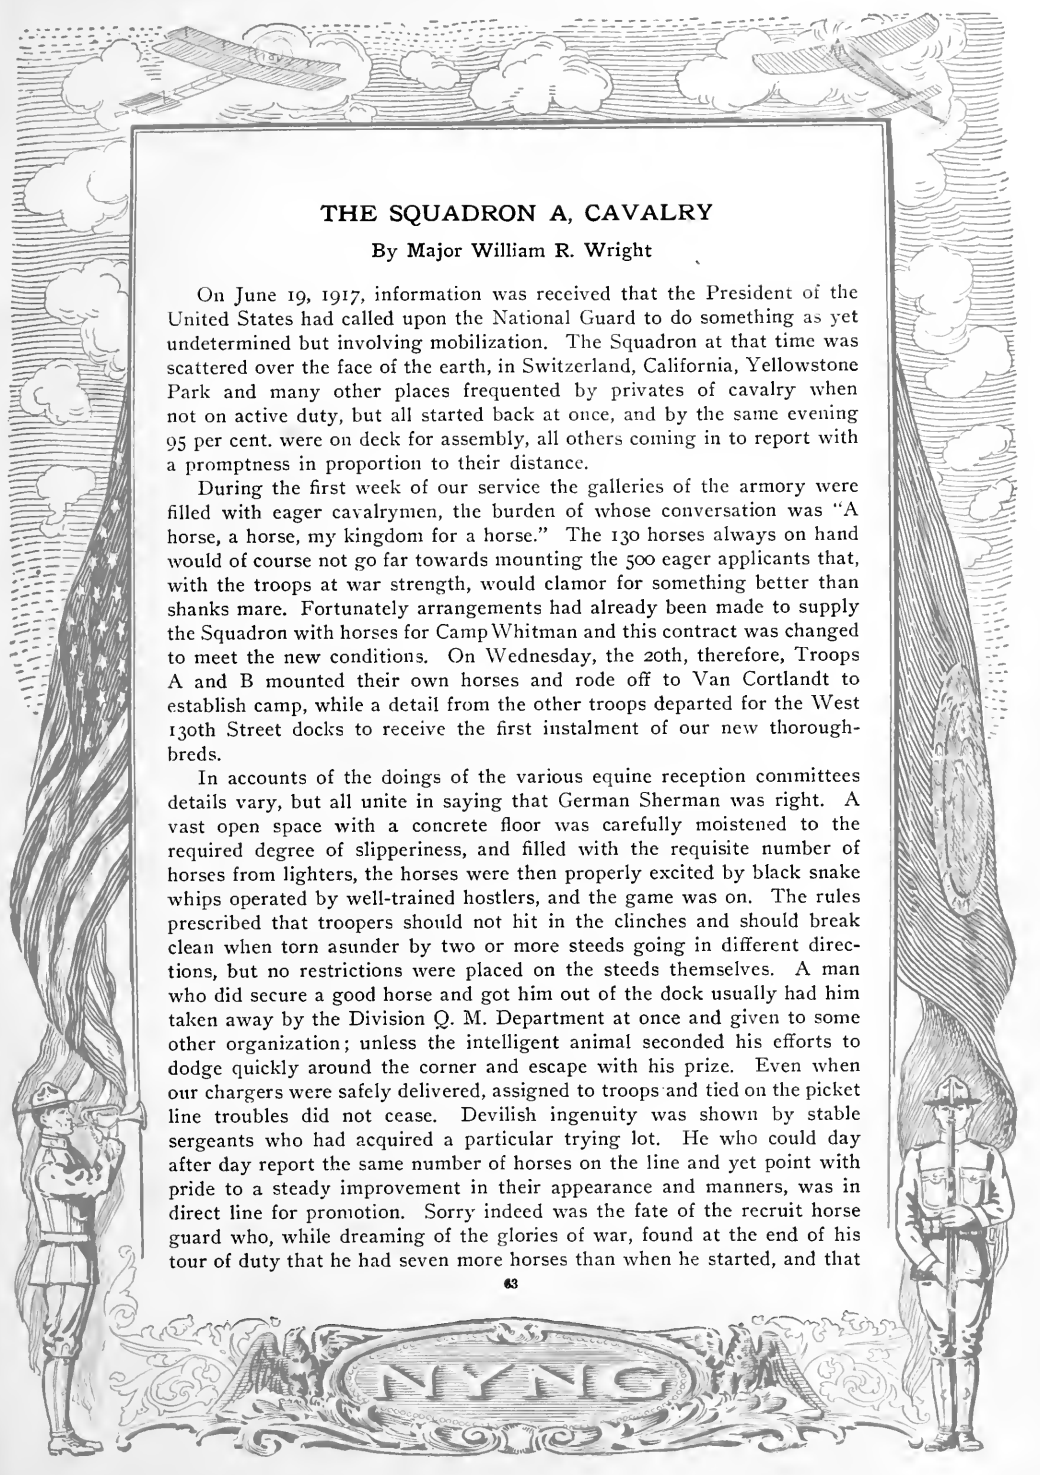 THE SQUADRON A, CAVALRY
By Major William R. Wright
On June 19, 1917, information was received that the President of the
United States had called upon the National Guard to do something as yet
undetermined but involving mobilization. The Squadron at that time was
scattered over the face of the earth, in Switzerland, California, Yellowstone
Park and many other places frequented by privates of cavalry when
not on active duty, but all started back at once, and by the same evening
95 per cent. were on deck for assembly, all others coming in to report with
a promptness in proportion to their distance.
During the first week of our service the galleries of the armory were
filled with eager cavalrymen, the burden of whose conversation was "A
horse, a horse, my kingdom for a horse." The 130 horses always on hand
would of course not go far towards mounting the 500 eager applicants that,
with the troops at war strength, would clamor for something better than
shanks mare. Fortunately arrangements had already been made to supply
the Squadron with horses for Camp Whitman and this contract was changed
to meet the new conditions. On Wednesday, the 20th, therefore, Troops
A and B mounted their own horses and rode off to Van Cortlandt to
establish camp, while a detail from the other troops departed for the West
130th Street docks to receive the first instalment of our new thorough-
breds.
In accounts of the doings of the various equine reception committees
details vary, but all unite in saying that German Sherman was right. A
vast open space with a concrete floor was carefully moistened to the
required degree of slipperiness, and filled with the requisite number of
horses from lighters, the horses were then properly excited by black snake
whips operated by well-trained hostlers, and the game was on. The rules
prescribed that troopers should not hit in the clinches and should break
clean when torn asunder by two or more steeds going in different direc-
tions, but no restrictions were placed on the steeds themselves. A man
who did secure a good horse and got him out of the dock usually had him
taken away by the Division Q. M. Department at once and given to some
other organization; unless the intelligent animal seconded his efforts to
dodge quickly around the corner and escape with his prize. Even when
our chargers were safely delivered, assigned to troops and tied on the picket
line troubles did not cease. Devilish ingenuity was shown by stable
sergeants who had acquired a particular trying lot. He who could day
after day report the same number of horses on the line and yet point with
pride to a steady improvement in their appearance and manners, was in
direct line for promotion. Sorry indeed was the fate of the recruit horse
guard who, while dreaming of the glories of war, found at the end of his
tour of duty that he had seven more horses than when he started, and that
63
NYNG